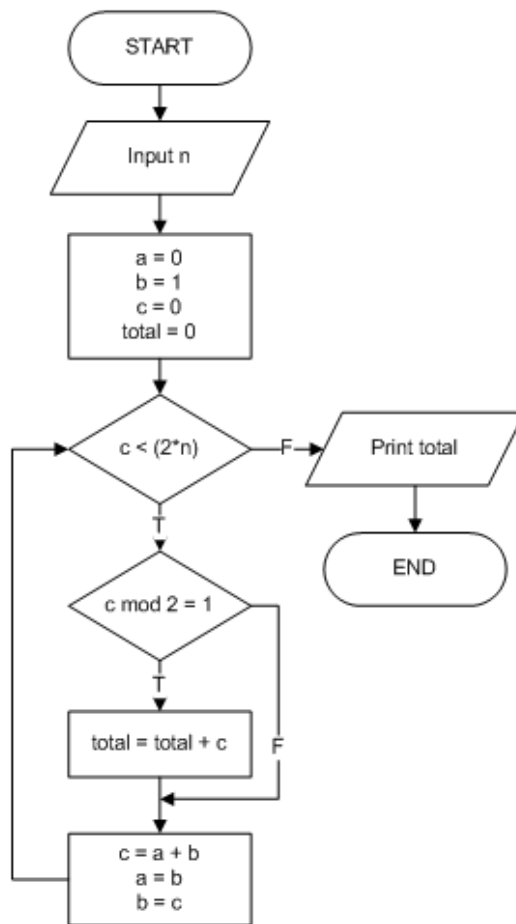 START
Input n
a = 0
b = 1
c = 0
total = 0
c < (2*n)
F
Print total
END
T
c mod 2 = 1
T
F
total = total + c
c = a + b
a = b
b = c